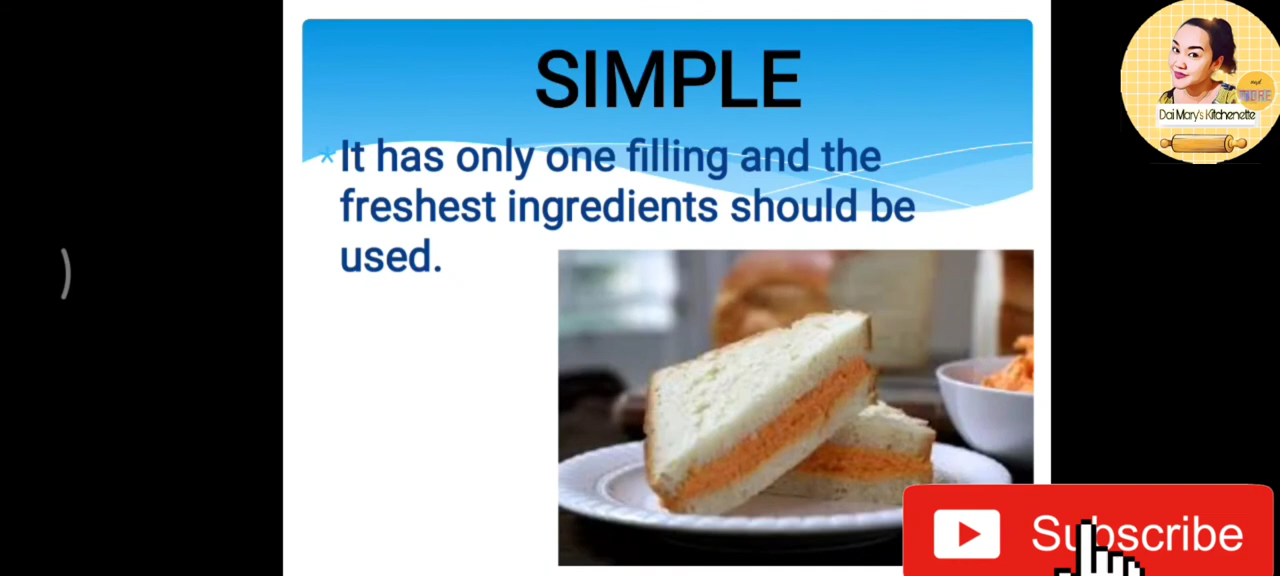 SIMPLE
*It has only one filling and the
freshest ingredients should be
used.
Dai Mary's Kitchenette
Subscribe